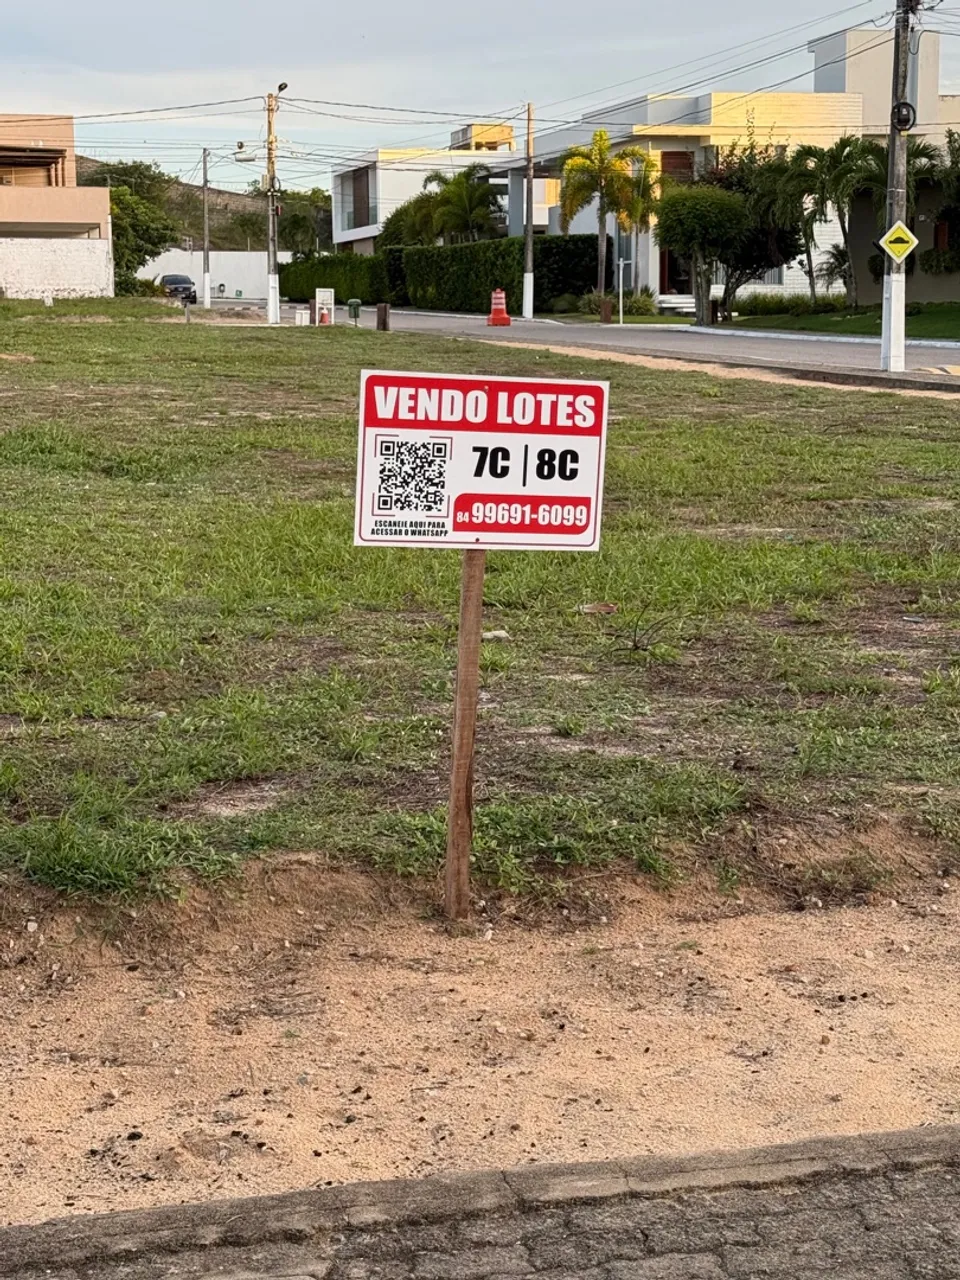 VENDO LOTES
7C | 8C
84 99691-6099
ESCANEIE AQUI PARA
ACESSAR O WHATSAPP